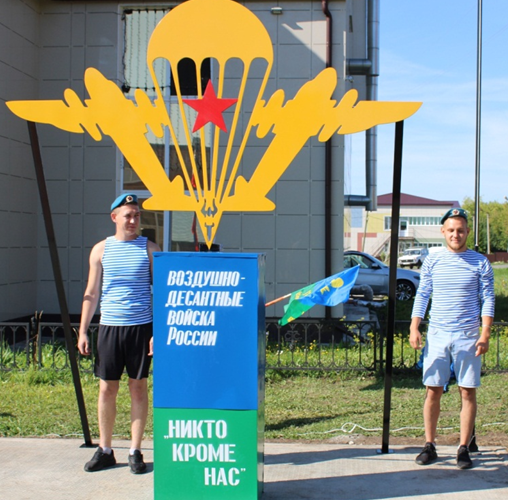 ВОЗДУШНО-
ДЕСАНТНЫЕ
ВОЙСКА
РОССИИ
"НИКТО
КРОМЕ
НАС"